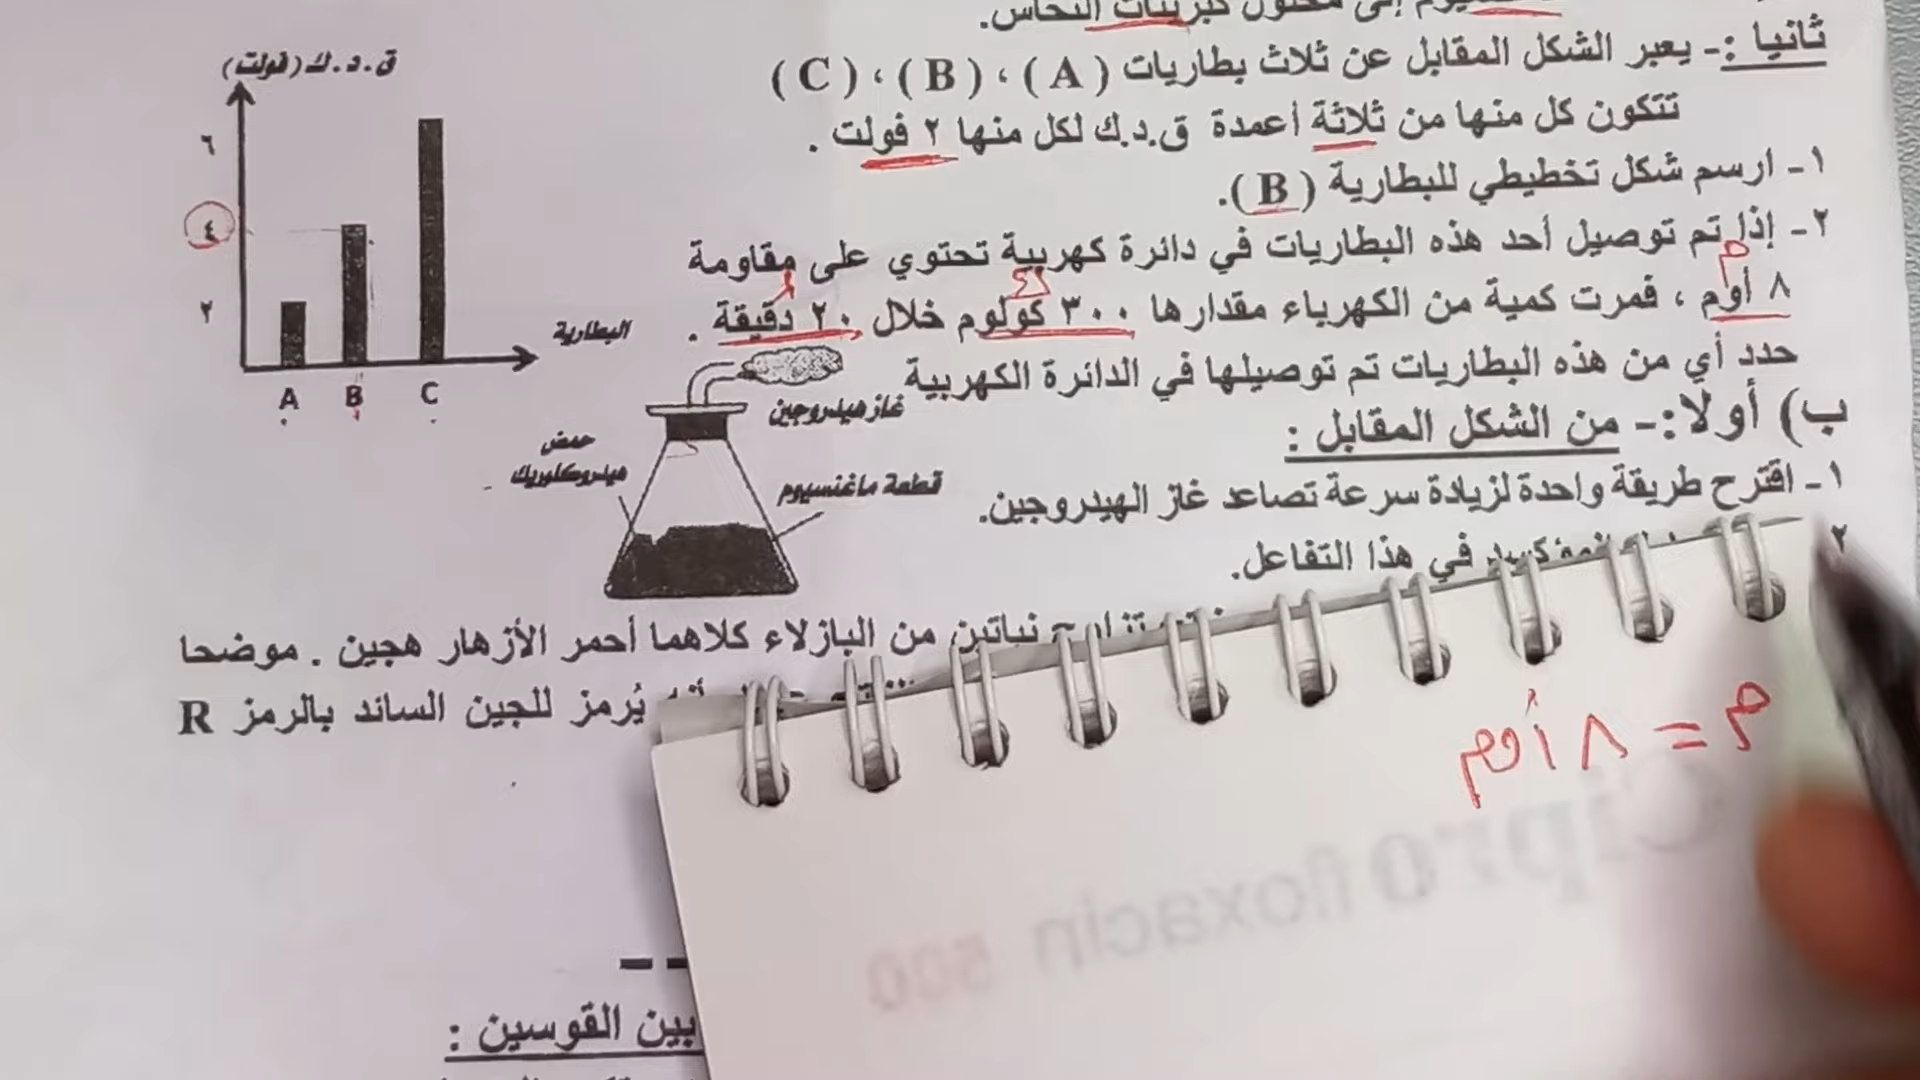 إلى محلول كبريتات النحاس.
ثانيا :- يعبر الشكل المقابل عن ثلاث بطاريات ( A ) ، ( B ) ، ( C )
تتكون كل منها من ثلاثة أعمدة ق.د.ك لكل منها ٢ فولت .
١- ارسم شكل تخطيطي للبطارية ( B ).
٢- إذا تم توصيل أحد هذه البطاريات في دائرة كهربية تحتوي على مقاومة
٨ أوم ، فمرت كمية من الكهرباء مقدارها ٣٠٠ كولوم خلال ٢٠ دقيقة .
حدد أي من هذه البطاريات تم توصيلها في الدائرة الكهربية
ق.د.ك (فولت)
٦
٤
٢
البطارية
A B C
ب) أولا:- من الشكل المقابل :
غاز هيدروجين
حمض
هيدروكلوريك
قطعة ماغنسيوم
١- اقترح طريقة واحدة لزيادة سرعة تصاعد غاز الهيدروجين.
٢
في هذا التفاعل.
نباتين من البازلاء كلاهما أحمر الأزهار هجين . موضحا
يُرمز للجين السائد بالرمز R
م = ٨ أوم
بين القوسين :